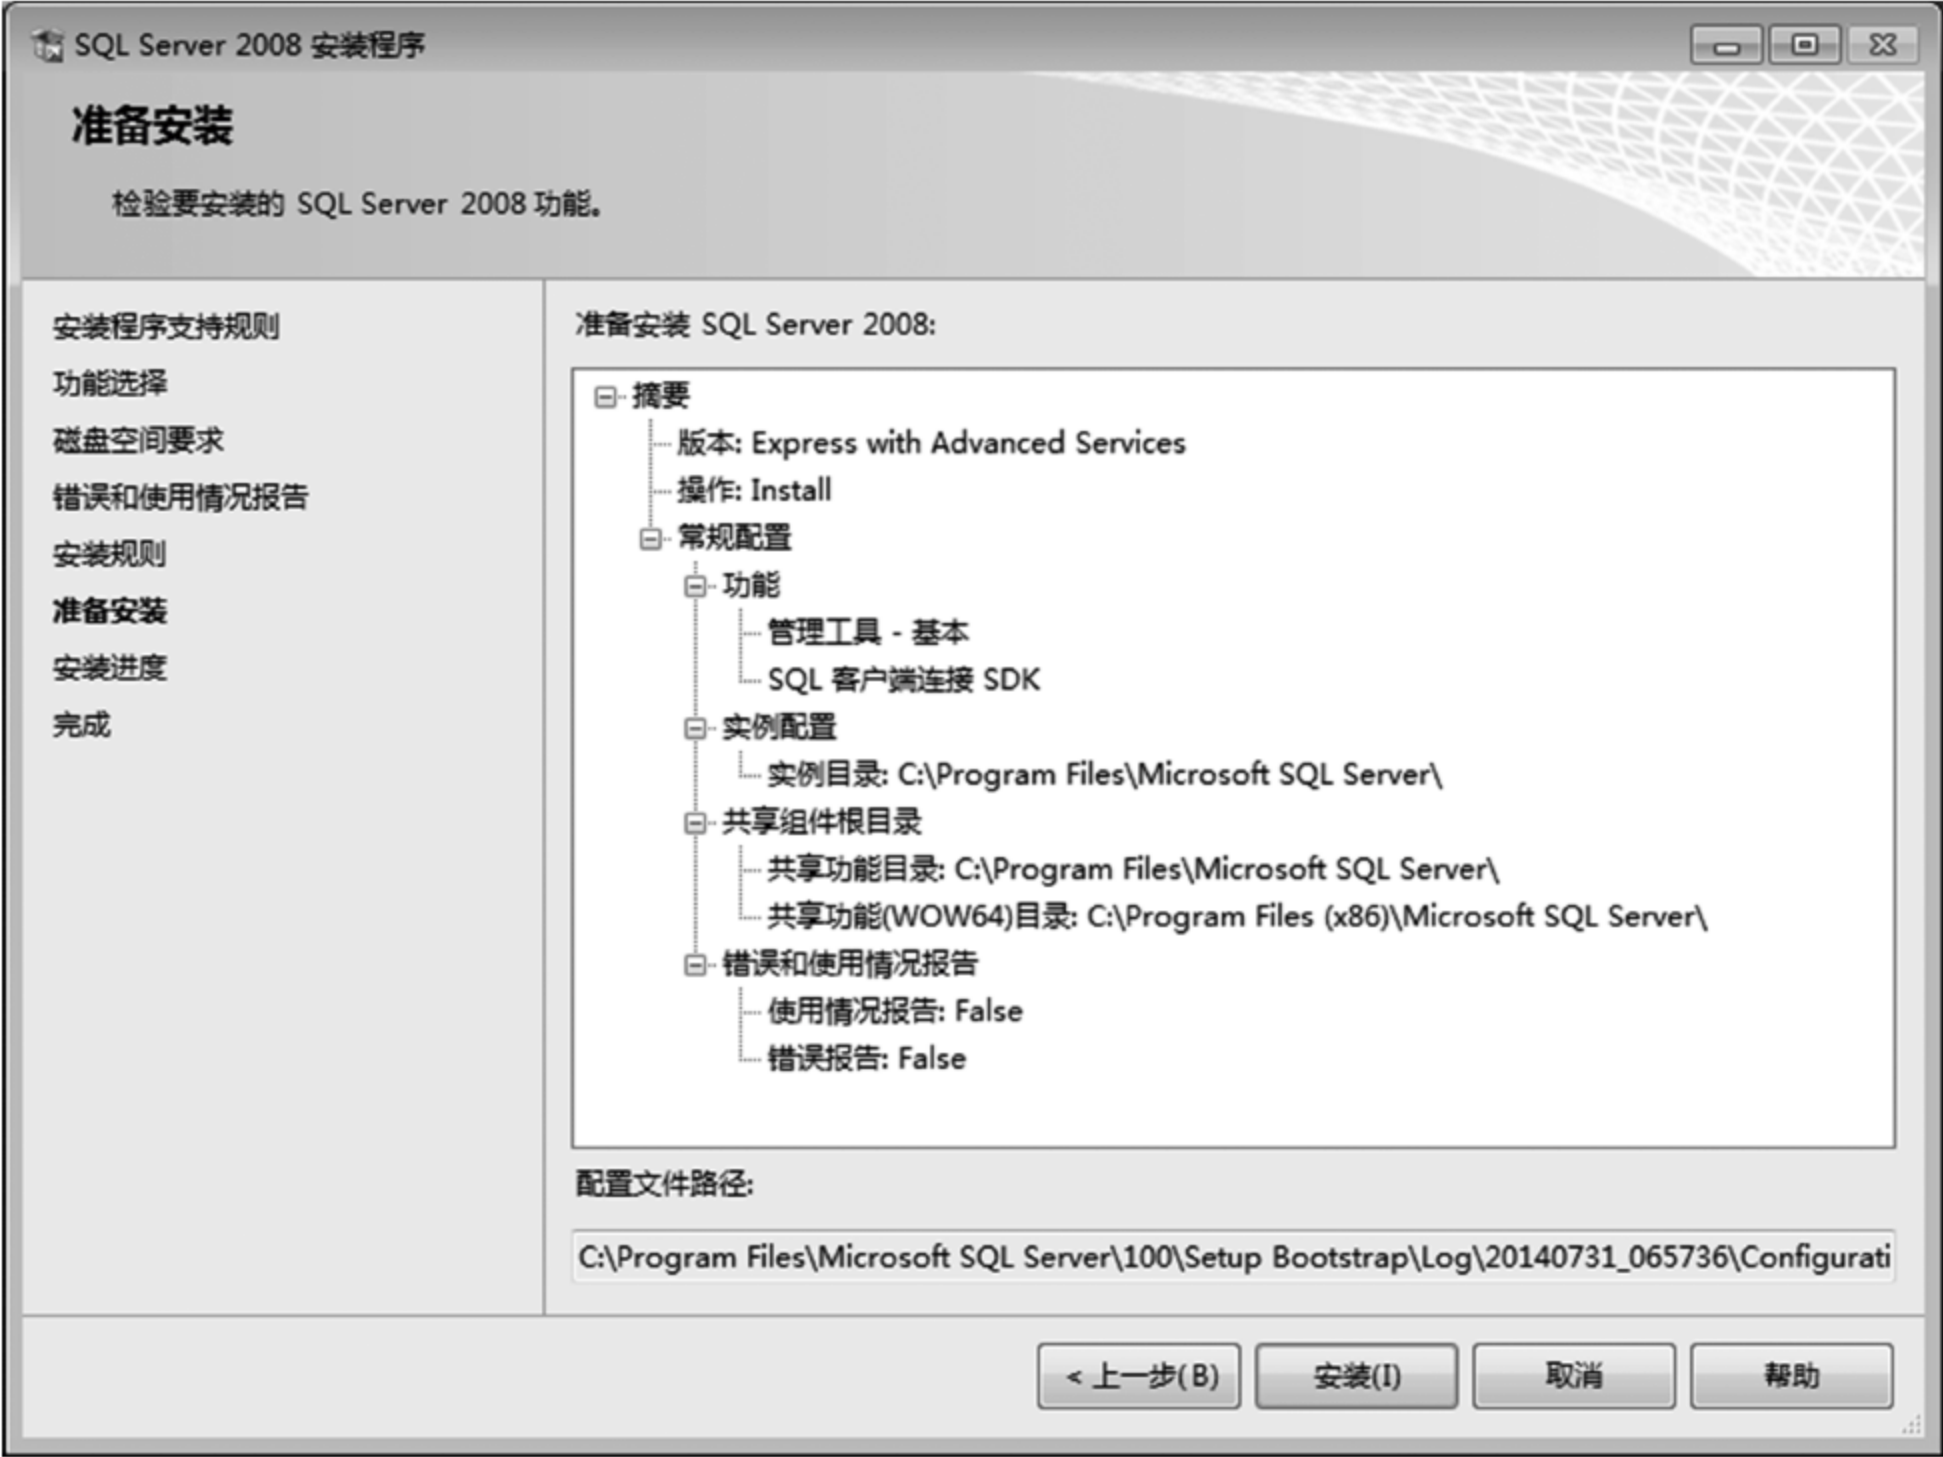 SQL Server 2008 安装程序
准备安装
检验要安装的 SQL Server 2008 功能。
安装程序支持规则
功能选择
磁盘空间要求
错误和使用情况报告
安装规则
准备安装
安装进度
完成
准备安装 SQL Server 2008:
摘要
版本: Express with Advanced Services
操作: Install
常规配置
功能
管理工具 - 基本
SQL 客户端连接 SDK
实例配置
实例目录: C:\Program Files\Microsoft SQL Server\
共享组件根目录
共享功能目录: C:\Program Files\Microsoft SQL Server\
共享功能(WOW64)目录: C:\Program Files (x86)\Microsoft SQL Server\
错误和使用情况报告
使用情况报告: False
错误报告: False
配置文件路径:
C:\Program Files\Microsoft SQL Server\100\Setup Bootstrap\Log\20140731_065736\Configurati
< 上一步(B)
安装(I)
取消
帮助